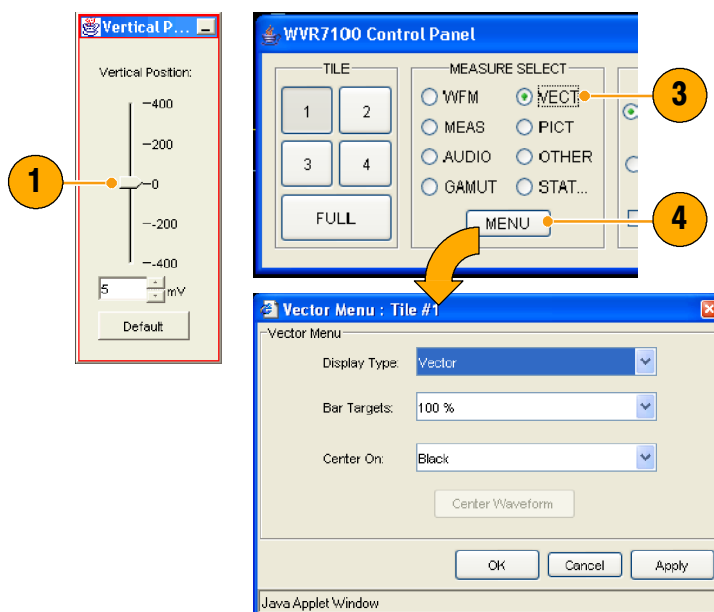 Vertical P...
Vertical Position:
-400
-200
-0
--200
--400
5 mV
Default
1
WVR7100 Control Panel
TILE
1 2
3 4
FULL
MEASURE SELECT
WFM VECT
MEAS PICT
AUDIO OTHER
GAMUT STAT...
MENU
3
4
Vector Menu : Tile #1
Vector Menu
Display Type: Vector
Bar Targets: 100 %
Center On: Black
Center Waveform
OK Cancel Apply
Java Applet Window